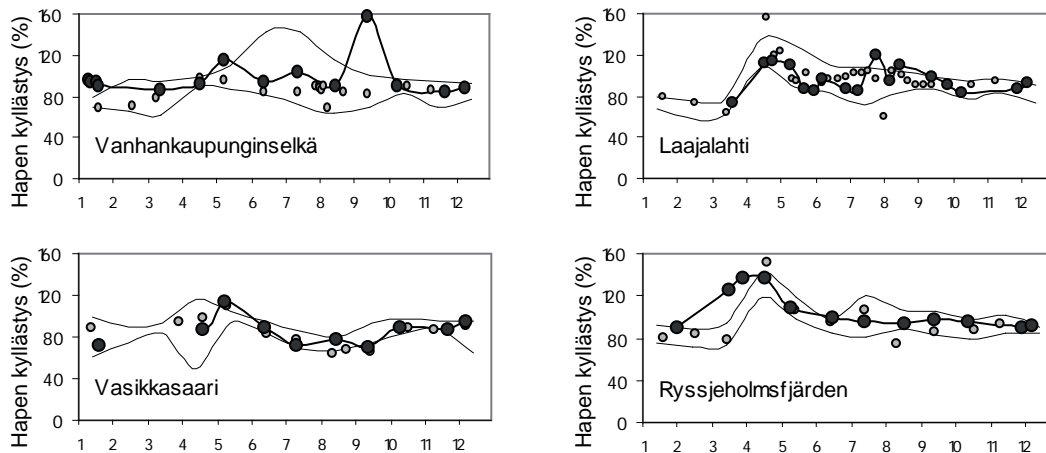 Hapen kyllästys (%)
160
120
80
40
0
Vanhankaupunginselkä
1 2 3 4 5 6 7 8 9 10 11 12
Hapen kyllästys (%)
160
120
80
40
0
Laajalahti
1 2 3 4 5 6 7 8 9 10 11 12
Hapen kyllästys (%)
160
120
80
40
0
Vasikkasaari
1 2 3 4 5 6 7 8 9 10 11 12
Hapen kyllästys (%)
160
120
80
40
0
Ryssjeholmsfjärden
1 2 3 4 5 6 7 8 9 10 11 12